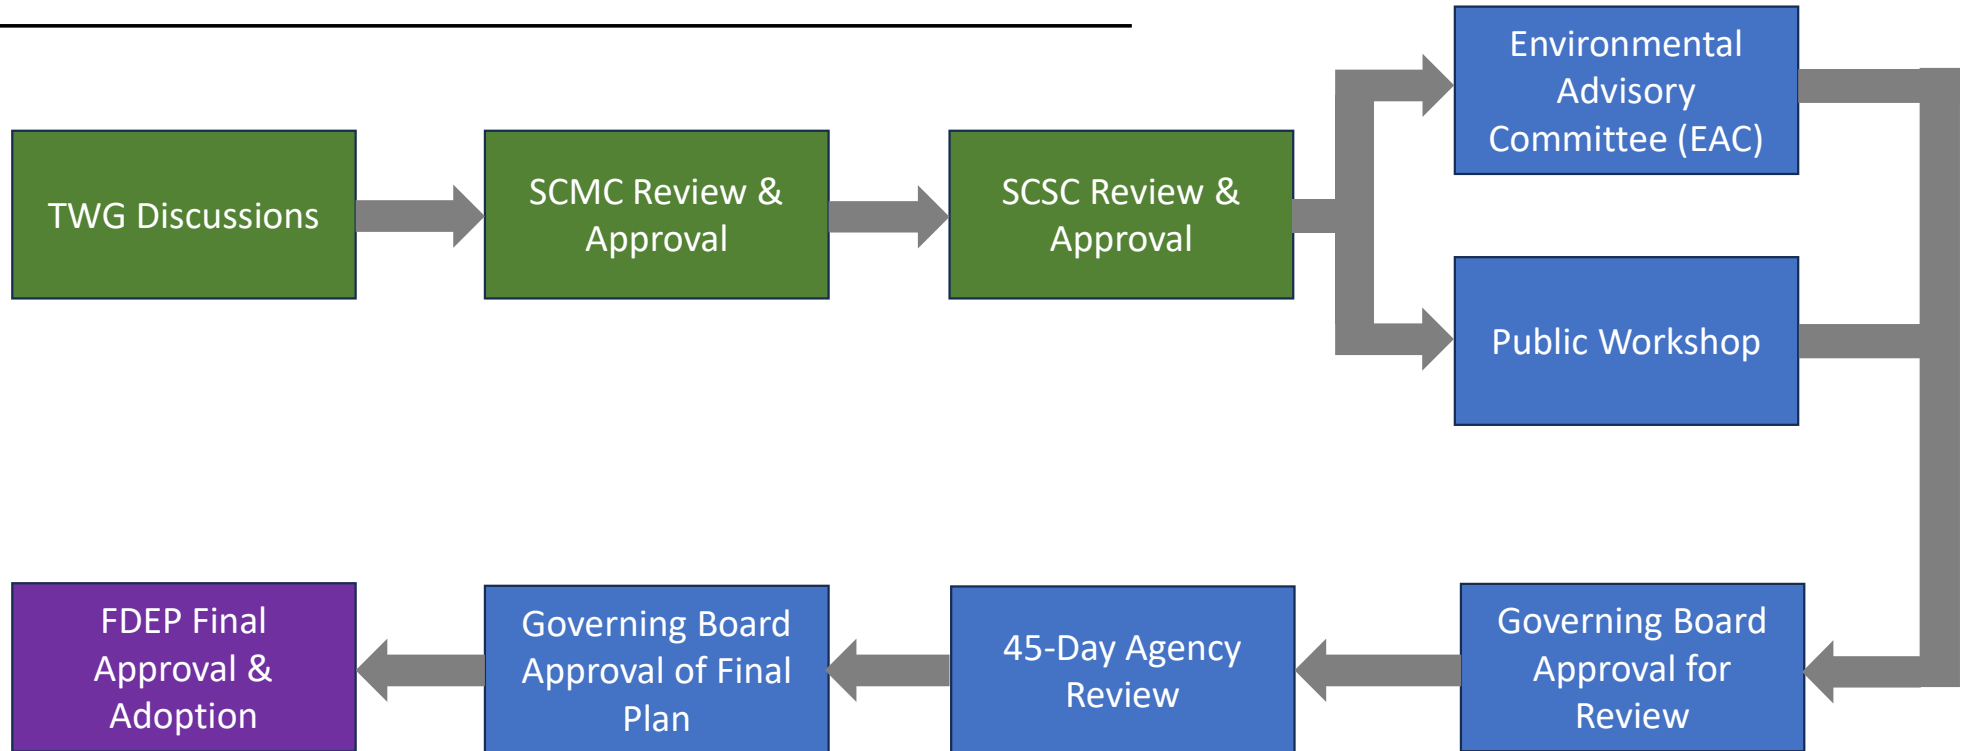 TWG Discussions
SCMC Review &
Approval
SCSC Review &
Approval
Environmental
Advisory
Committee (EAC)
Public Workshop
Governing Board
Approval for
Review
45-Day Agency
Review
Governing Board
Approval of Final
Plan
FDEP Final
Approval &
Adoption